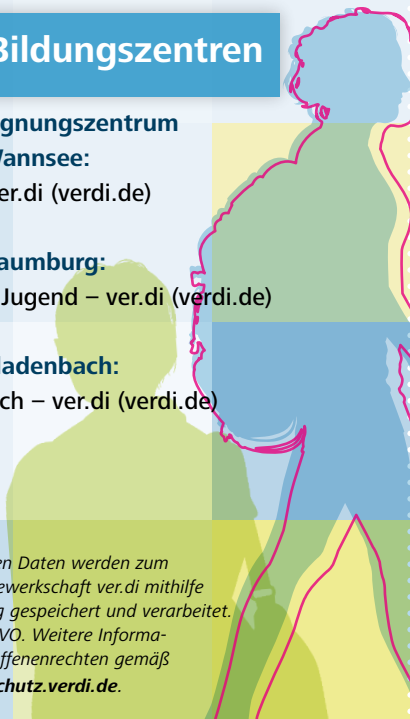 Bildungszentren
gnungszentrum
Wannsee:
er.di (verdi.de)
aumburg:
Jugend – ver.di (verdi.de)
ladenbach:
ch – ver.di (verdi.de)
en Daten werden zum
ewerkschaft ver.di mithilfe
g gespeichert und verarbeitet.
VO. Weitere Informa-
ffenenrechten gemäß
chutz.verdi.de.